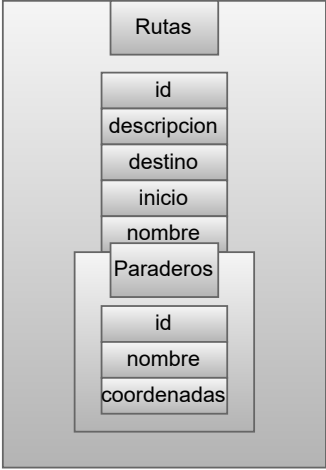 Rutas
id
descripcion
destino
inicio
nombre
Paraderos
id
nombre
coordenadas